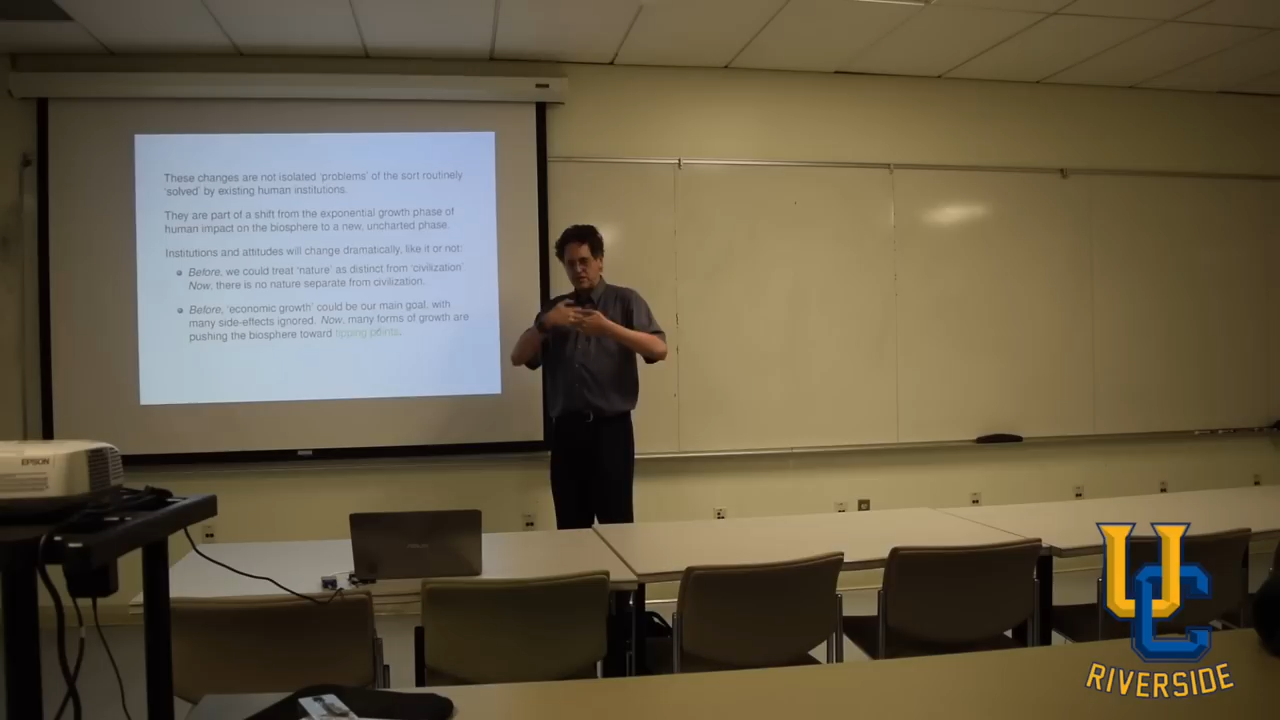 These changes are not isolated 'problems' of the sort routinely
'solved' by existing human institutions.
They are part of a shift from the exponential growth phase of
human impact on the biosphere to a new, uncharted phase.
Institutions and attitudes will change dramatically, like it or not:
Before, we could treat 'nature' as distinct from 'civilization'
Now, there is no nature separate from civilization.
Before, 'economic growth' could be our main goal, with
many side-effects ignored. Now, many forms of growth are
pushing the biosphere toward tipping points.
EPSON
UC
RIVERSIDE